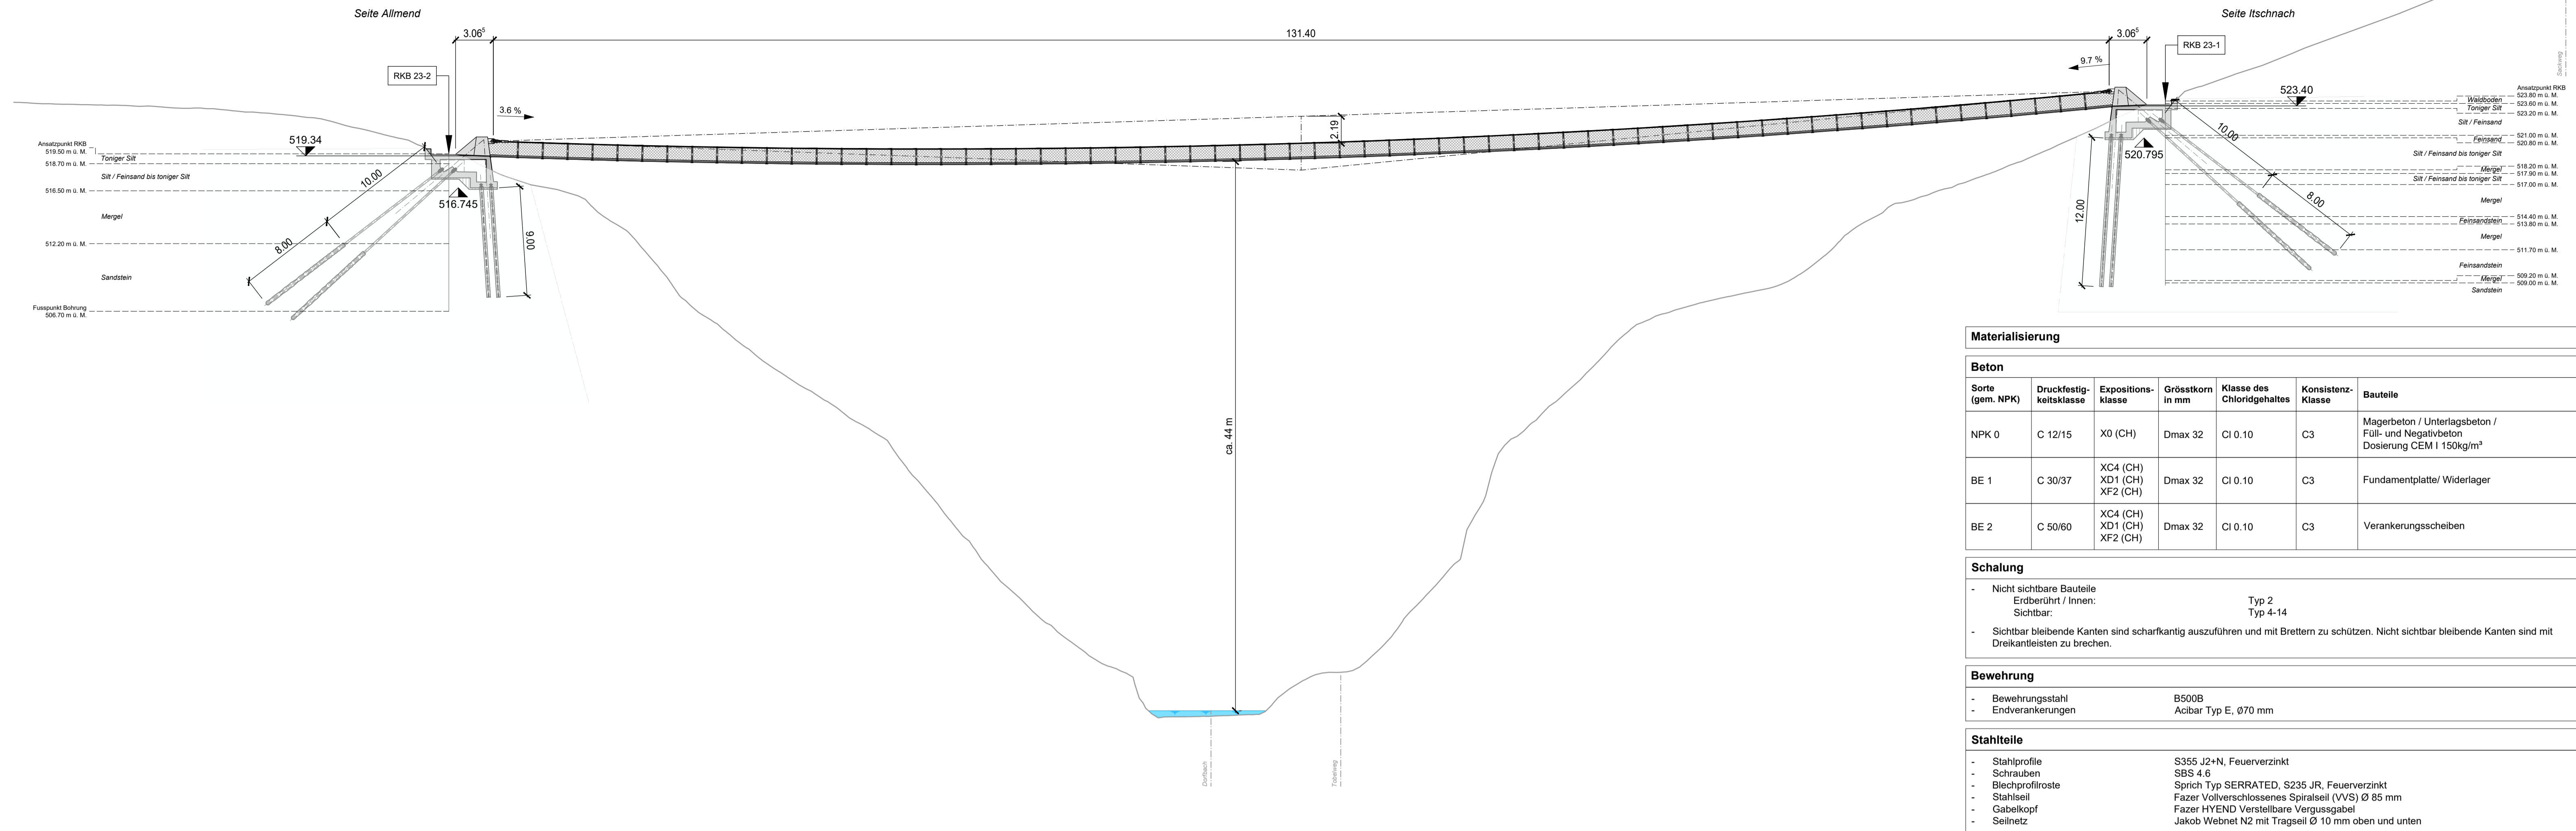 Seite Allmend
Seite Itschnach
3.06⁵
131.40
3.06⁵
RKB 23-2
RKB 23-1
3.6 %
9.7 %
2.19
Sackweg
519.34
523.40
516.745
520.795
10.00
8.00
9.00
12.00
10.00
8.00
ca. 44 m
Dorfbach
Tobelweg
Ansatzpunkt RKB
519.50 m ü. M.
Toniger Silt
518.70 m ü. M.
Silt / Feinsand bis toniger Silt
516.50 m ü. M.
Mergel
512.20 m ü. M.
Sandstein
Fusspunkt Bohrung
506.70 m ü. M.
Ansatzpunkt RKB
523.80 m ü. M.
Waldboden
523.60 m ü. M.
Toniger Silt
523.20 m ü. M.
Silt / Feinsand
521.00 m ü. M.
Feinsand
520.80 m ü. M.
Silt / Feinsand bis toniger Silt
518.20 m ü. M.
Mergel
517.90 m ü. M.
Silt / Feinsand bis toniger Silt
517.00 m ü. M.
Mergel
514.40 m ü. M.
Feinsandstein
513.80 m ü. M.
Mergel
511.70 m ü. M.
Feinsandstein
509.20 m ü. M.
Mergel
509.00 m ü. M.
Sandstein
Materialisierung
Beton
Sorte (gem. NPK) Druckfestig-keitsklasse Expositions-klasse Grösstkorn in mm Klasse des Chloridgehaltes Konsistenz-Klasse Bauteile
NPK 0 C 12/15 X0 (CH) Dmax 32 Cl 0.10 C3 Magerbeton / Unterlagsbeton /
Füll- und Negativbeton
Dosierung CEM I 150kg/m³
BE 1 C 30/37 XC4 (CH) XD1 (CH) XF2 (CH) Dmax 32 Cl 0.10 C3 Fundamentplatte/ Widerlager
BE 2 C 50/60 XC4 (CH) XD1 (CH) XF2 (CH) Dmax 32 Cl 0.10 C3 Verankerungsscheiben
Schalung
- Nicht sichtbare Bauteile
Erdberührt / Innen: Typ 2
Sichtbar: Typ 4-14
- Sichtbar bleibende Kanten sind scharfkantig auszuführen und mit Brettern zu schützen. Nicht sichtbar bleibende Kanten sind mit
Dreikantleisten zu brechen.
Bewehrung
- Bewehrungsstahl B500B
- Endverankerungen Acibar Typ E, Ø70 mm
Stahlteile
- Stahlprofile S355 J2+N, Feuerverzinkt
- Schrauben SBS 4.6
- Blechprofilroste Sprich Typ SERRATED, S235 JR, Feuerverzinkt
- Stahlseil Fazer Vollverschlossenes Spiralseil (VVS) Ø 85 mm
- Gabelkopf Fazer HYEND Verstellbare Vergussgabel
- Seilnetz Jakob Webnet N2 mit Tragseil Ø 10 mm oben und unten